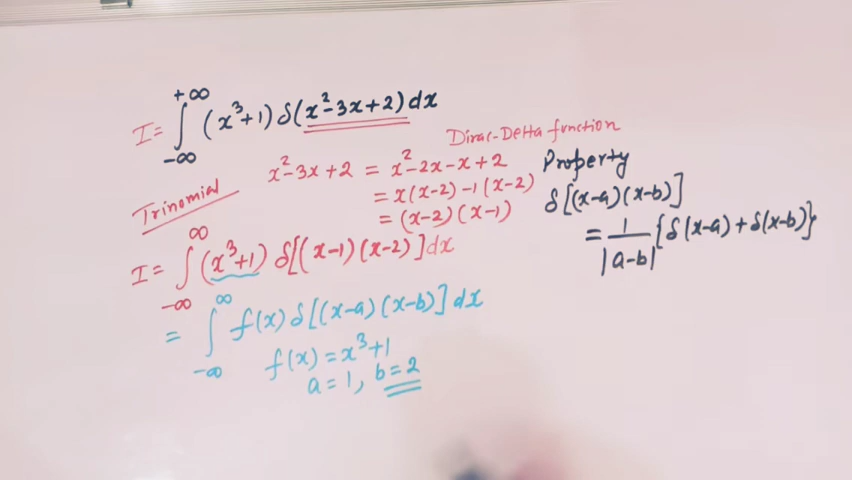 I = ∫_{-∞}^{+∞} (x³+1) δ(x²-3x+2) dx
Dirac-Delta function
Trinomial
x²-3x+2 = x²-2x-x+2
= x(x-2)-1(x-2)
= (x-2)(x-1)
Property
δ[(x-a)(x-b)]
= 1/|a-b| {δ(x-a)+δ(x-b)}
I = ∫_{-∞}^{∞} (x³+1) δ[(x-1)(x-2)] dx
= ∫_{-∞}^{∞} f(x) δ[(x-a)(x-b)] dx
f(x) = x³+1
a=1, b=2